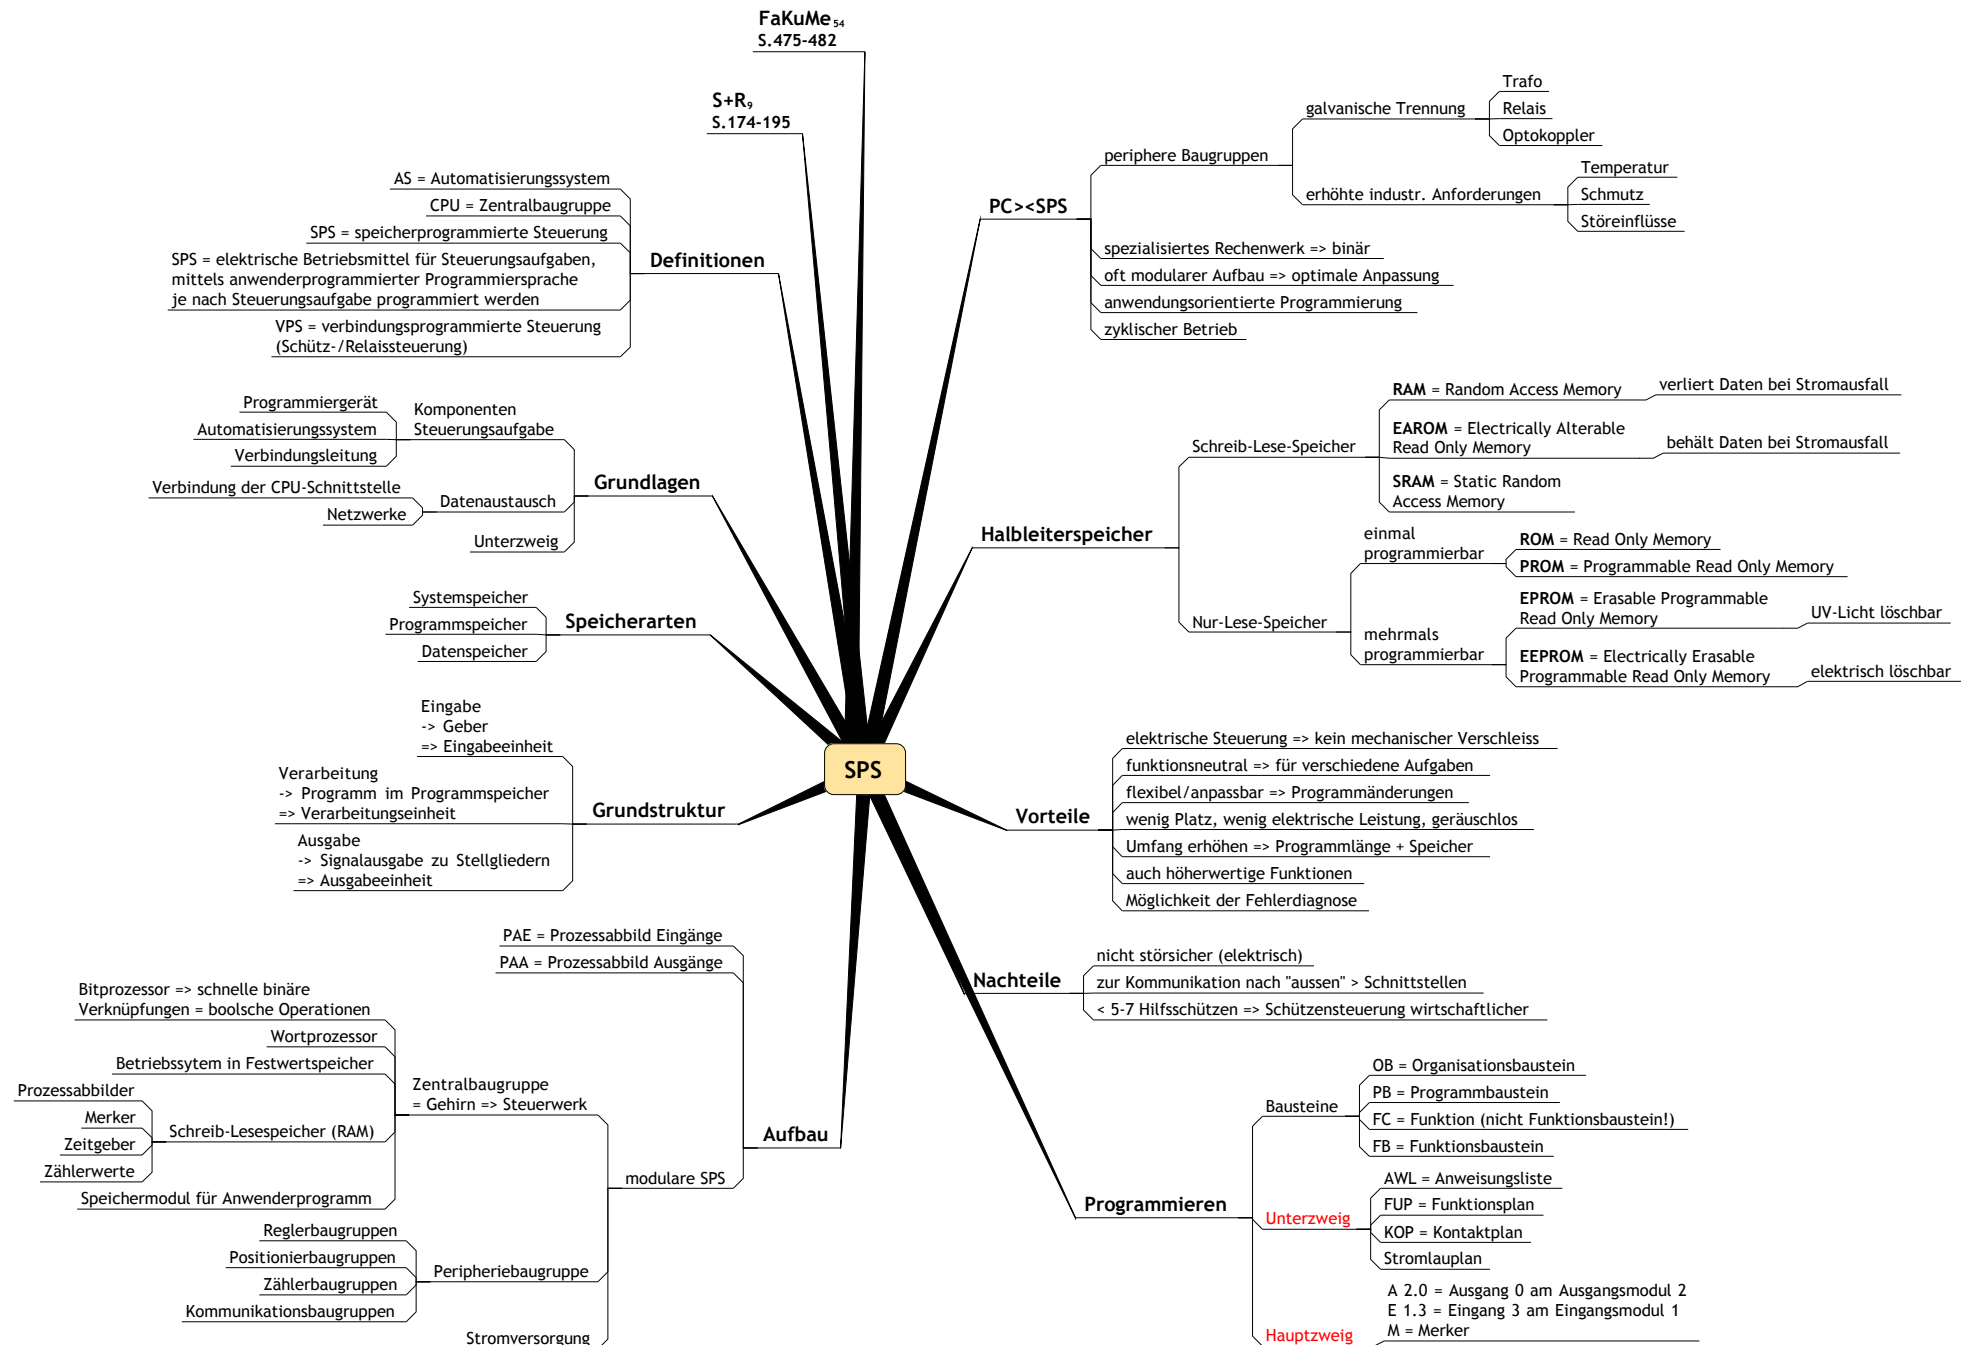 FaKuMe54
S.475-482
S+R9
S.174-195
Definitionen
AS = Automatisierungssystem
CPU = Zentralbaugruppe
SPS = speicherprogrammierte Steuerung
SPS = elektrische Betriebsmittel für Steuerungsaufgaben,
mittels anwenderprogrammierter Programmiersprache
je nach Steuerungsaufgabe programmiert werden
VPS = verbindungsprogrammierte Steuerung
(Schütz-/Relaissteuerung)
Grundlagen
Komponenten
Steuerungsaufgabe
Programmiergerät
Automatisierungssystem
Verbindungsleitung
Datenaustausch
Verbindung der CPU-Schnittstelle
Netzwerke
Unterzweig
Speicherarten
Systemspeicher
Programmspeicher
Datenspeicher
Grundstruktur
Eingabe
-> Geber
=> Eingabeeinheit
Verarbeitung
-> Programm im Programmspeicher
=> Verarbeitungseinheit
Ausgabe
-> Signalausgabe zu Stellgliedern
=> Ausgabeeinheit
Aufbau
PAE = Prozessabbild Eingänge
PAA = Prozessabbild Ausgänge
modulare SPS
Zentralbaugruppe
= Gehirn => Steuerwerk
Bitprozessor => schnelle binäre
Verknüpfungen = boolsche Operationen
Wortprozessor
Betriebssytem in Festwertspeicher
Schreib-Lesespeicher (RAM)
Prozessabbilder
Merker
Zeitgeber
Zählerwerte
Speichermodul für Anwenderprogramm
Peripheriebaugruppe
Reglerbaugruppen
Positionierbaugruppen
Zählerbaugruppen
Kommunikationsbaugruppen
Stromversorgung
SPS
PC><SPS
periphere Baugruppen
galvanische Trennung
Trafo
Relais
Optokoppler
erhöhte industr. Anforderungen
Temperatur
Schmutz
Störeinflüsse
spezialisiertes Rechenwerk => binär
oft modularer Aufbau => optimale Anpassung
anwendungsorientierte Programmierung
zyklischer Betrieb
Halbleiterspeicher
Schreib-Lese-Speicher
RAM = Random Access Memory
verliert Daten bei Stromausfall
EAROM = Electrically Alterable
Read Only Memory
behält Daten bei Stromausfall
SRAM = Static Random
Access Memory
Nur-Lese-Speicher
einmal
programmierbar
ROM = Read Only Memory
PROM = Programmable Read Only Memory
mehrmals
programmierbar
EPROM = Erasable Programmable
Read Only Memory
UV-Licht löschbar
EEPROM = Electrically Erasable
Programmable Read Only Memory
elektrisch löschbar
Vorteile
elektrische Steuerung => kein mechanischer Verschleiss
funktionsneutral => für verschiedene Aufgaben
flexibel/anpassbar => Programmänderungen
wenig Platz, wenig elektrische Leistung, geräuschlos
Umfang erhöhen => Programmlänge + Speicher
auch höherwertige Funktionen
Möglichkeit der Fehlerdiagnose
Nachteile
nicht störsicher (elektrisch)
zur Kommunikation nach "aussen" > Schnittstellen
< 5-7 Hilfsschützen => Schützensteuerung wirtschaftlicher
Programmieren
Bausteine
OB = Organisationsbaustein
PB = Programmbaustein
FC = Funktion (nicht Funktionsbaustein!)
FB = Funktionsbaustein
Unterzweig
AWL = Anweisungsliste
FUP = Funktionsplan
KOP = Kontaktplan
Stromlauplan
Hauptzweig
A 2.0 = Ausgang 0 am Ausgangsmodul 2
E 1.3 = Eingang 3 am Eingangsmodul 1
M = Merker